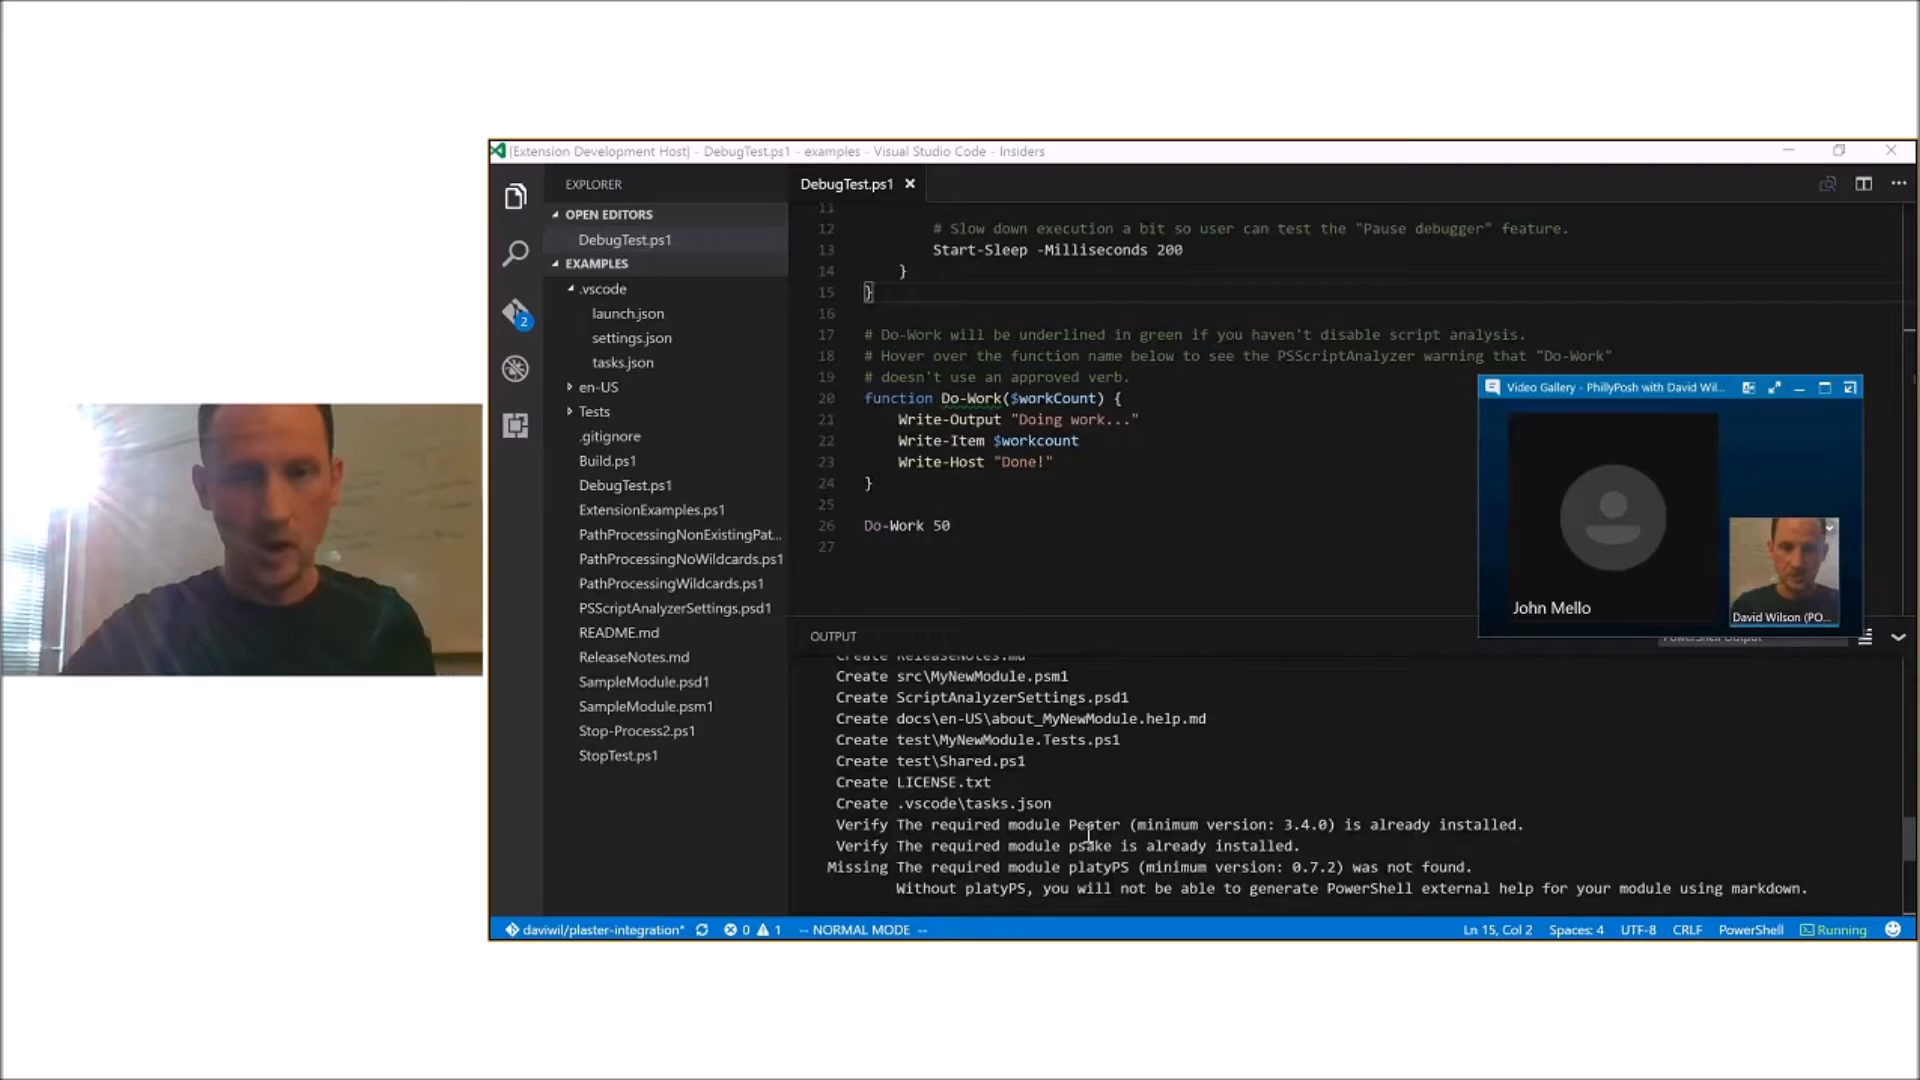 [Extension Development Host] - DebugTest.ps1 - examples - Visual Studio Code - Insiders
EXPLORER
OPEN EDITORS
DebugTest.ps1
EXAMPLES
.vscode
launch.json
settings.json
tasks.json
en-US
Tests
.gitignore
Build.ps1
DebugTest.ps1
ExtensionExamples.ps1
PathProcessingNonExistingPat...
PathProcessingNoWildcards.ps1
PathProcessingWildcards.ps1
PSScriptAnalyzerSettings.psd1
README.md
ReleaseNotes.md
SampleModule.psd1
SampleModule.psm1
Stop-Process2.ps1
StopTest.ps1
2
DebugTest.ps1
11
12 # Slow down execution a bit so user can test the "Pause debugger" feature.
13 Start-Sleep -Milliseconds 200
14 }
15 }
16
17 # Do-Work will be underlined in green if you haven't disable script analysis.
18 # Hover over the function name below to see the PSScriptAnalyzer warning that "Do-Work"
19 # doesn't use an approved verb.
20 function Do-Work($workCount) {
21 Write-Output "Doing work..."
22 Write-Item $workcount
23 Write-Host "Done!"
24 }
25
26 Do-Work 50
27
Video Gallery - PhillyPosh with David Wil...
John Mello
David Wilson (PO...
OUTPUT
PowerShell Output
Create ReleaseNotes.md
Create src\MyNewModule.psm1
Create ScriptAnalyzerSettings.psd1
Create docs\en-US\about_MyNewModule.help.md
Create test\MyNewModule.Tests.ps1
Create test\Shared.ps1
Create LICENSE.txt
Create .vscode\tasks.json
Verify The required module Pester (minimum version: 3.4.0) is already installed.
Verify The required module psake is already installed.
Missing The required module platyPS (minimum version: 0.7.2) was not found.
Without platyPS, you will not be able to generate PowerShell external help for your module using markdown.
daviwil/plaster-integration* 0 1 -- NORMAL MODE -- Ln 15, Col 2 Spaces: 4 UTF-8 CRLF PowerShell Running